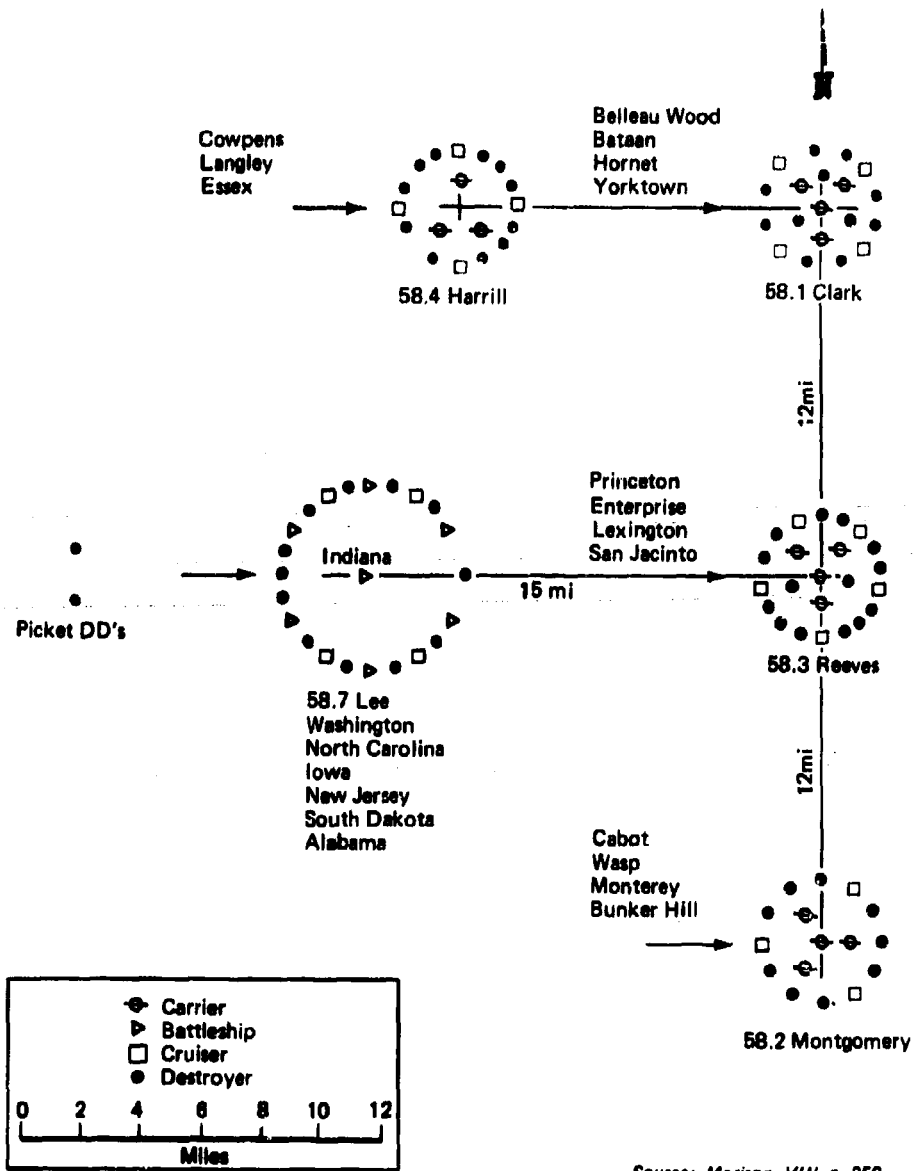 N
Cowpens
Langley
Essex
Belleau Wood
Bataan
Hornet
Yorktown
58.4 Harrill
58.1 Clark
12mi
Princeton
Enterprise
Lexington
San Jacinto
Indiana
15 mi
Picket DD's
58.3 Reeves
58.7 Lee
Washington
North Carolina
Iowa
New Jersey
South Dakota
Alabama
12mi
Cabot
Wasp
Monterey
Bunker Hill
58.2 Montgomery
Carrier
Battleship
Cruiser
Destroyer
0 2 4 6 8 10 12
Miles
Source: Morison